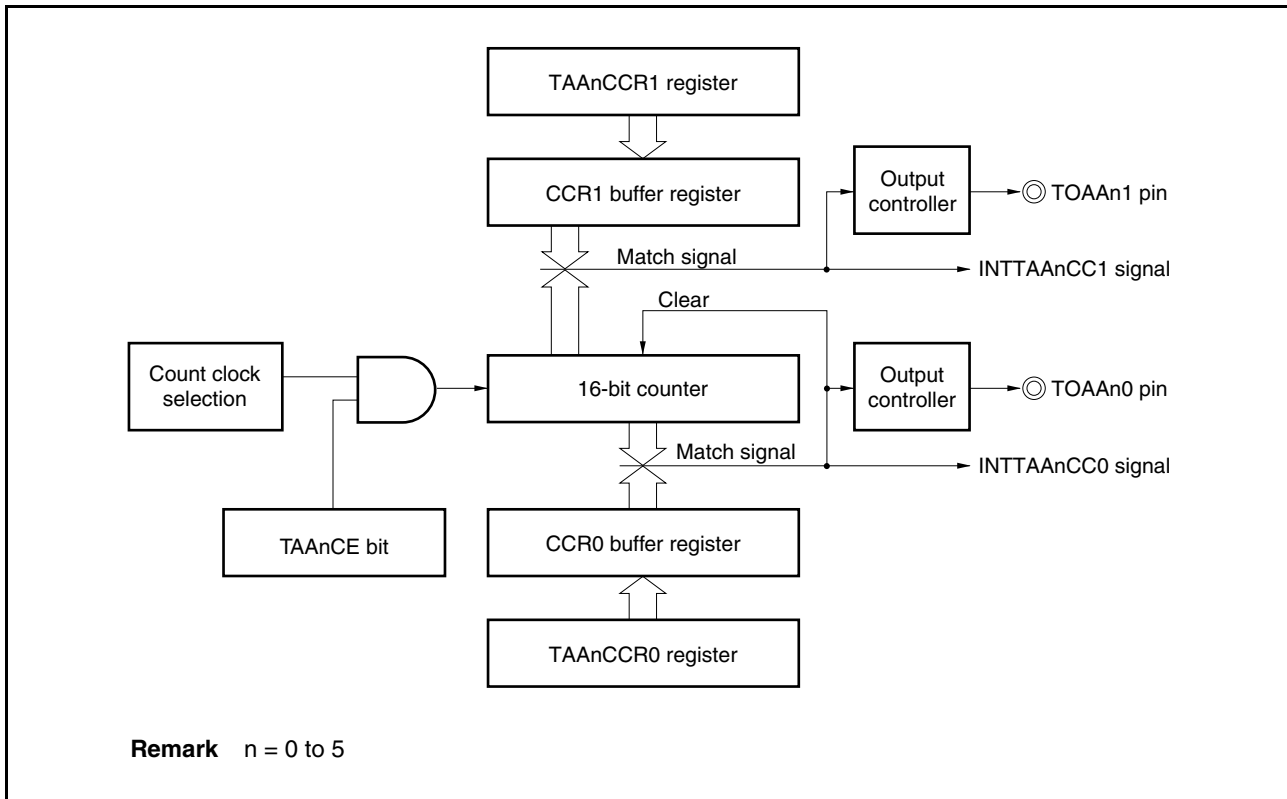 TAAnCCR1 register
CCR1 buffer register
Output
controller
TOAAn1 pin
Match signal
INTTAAnCC1 signal
Clear
Count clock
selection
16-bit counter
Output
controller
TOAAn0 pin
Match signal
INTTAAnCC0 signal
TAAnCE bit
CCR0 buffer register
TAAnCCR0 register
Remark n = 0 to 5